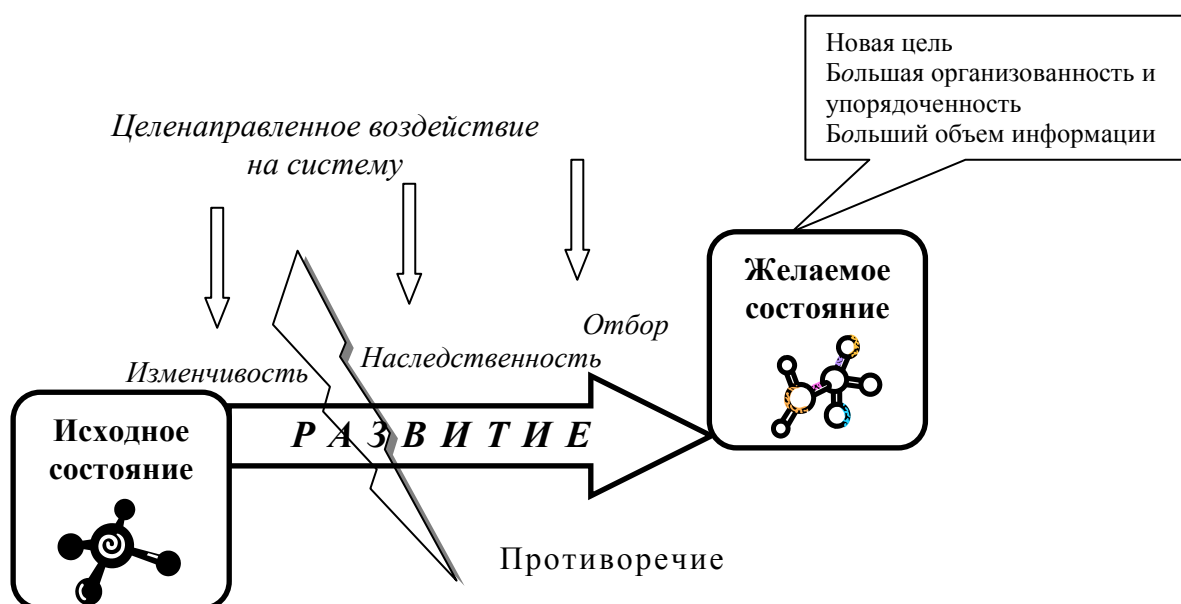 Новая цель
Большая организованность и
упорядоченность
Больший объем информации
Целенаправленное воздействие
на систему
Желаемое
состояние
Отбор
Наследственность
Изменчивость
Исходное
состояние
РАЗВИТИЕ
Противоречие